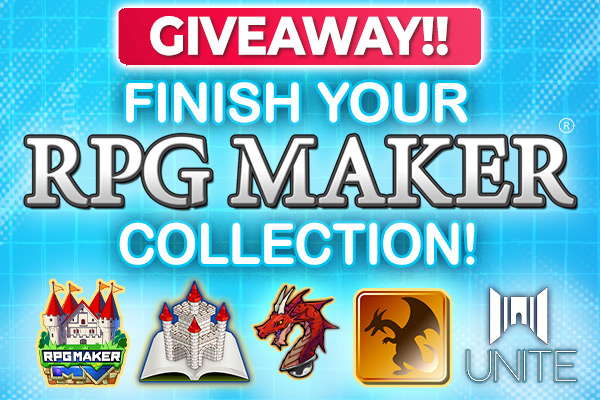 GIVEAWAY!!
FINISH YOUR
RPG MAKER®
COLLECTION!
RPG MAKER
MV
UNITE